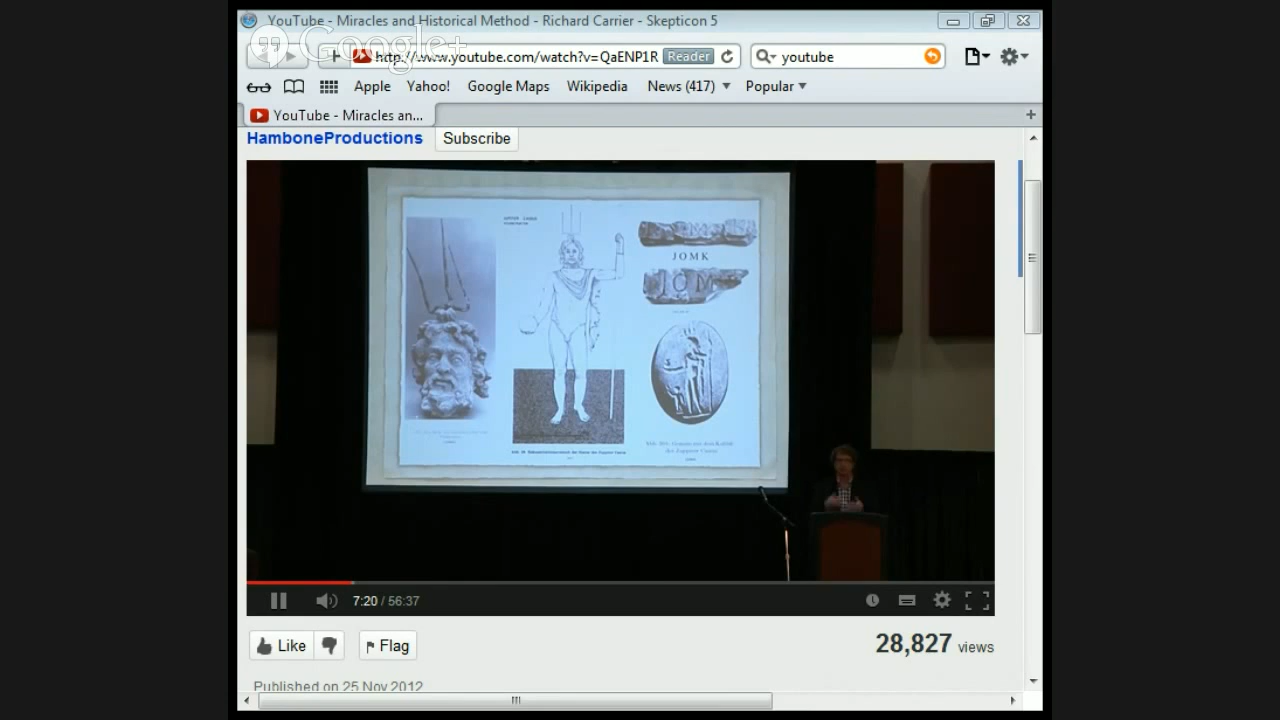 YouTube - Miracles and Historical Method - Richard Carrier - Skepticon 5
Google+
http://www.youtube.com/watch?v=QaENP1R Reader youtube
Apple Yahoo! Google Maps Wikipedia News (417) Popular
YouTube - Miracles an...
HamboneProductions Subscribe
JOMK
IOM
7:20 / 56:37
Like Flag 28,827 views
Published on 25 Nov 2012